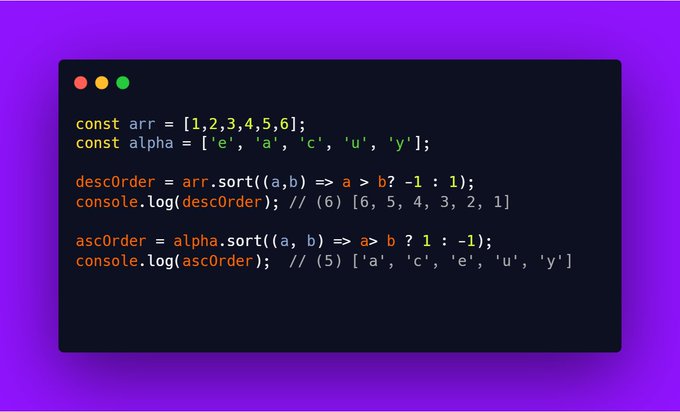 const arr = [1,2,3,4,5,6];
const alpha = ['e', 'a', 'c', 'u', 'y'];
descOrder = arr.sort((a,b) => a > b? -1 : 1);
console.log(descOrder); // (6) [6, 5, 4, 3, 2, 1]
ascOrder = alpha.sort((a, b) => a> b ? 1 : -1);
console.log(ascOrder);  // (5) ['a', 'c', 'e', 'u', 'y']